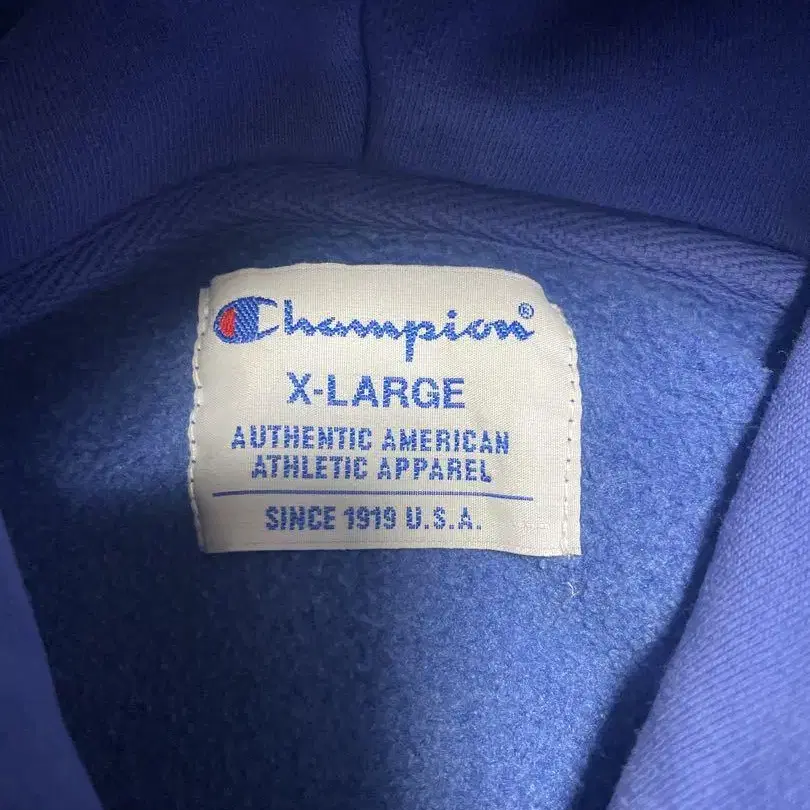 Champion®
X-LARGE
AUTHENTIC AMERICAN
ATHLETIC APPAREL
SINCE 1919 U.S.A.